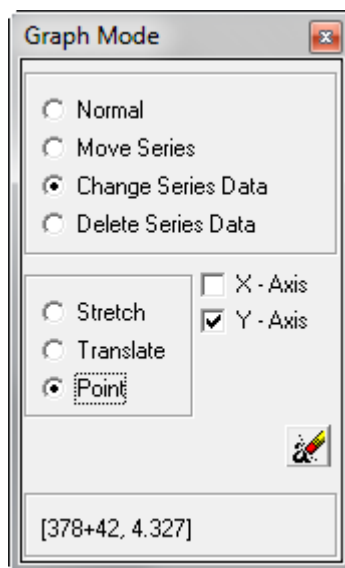 Graph Mode
Normal
Move Series
Change Series Data
Delete Series Data
X - Axis
Stretch
Y - Axis
Translate
Point
[378+42, 4.327]